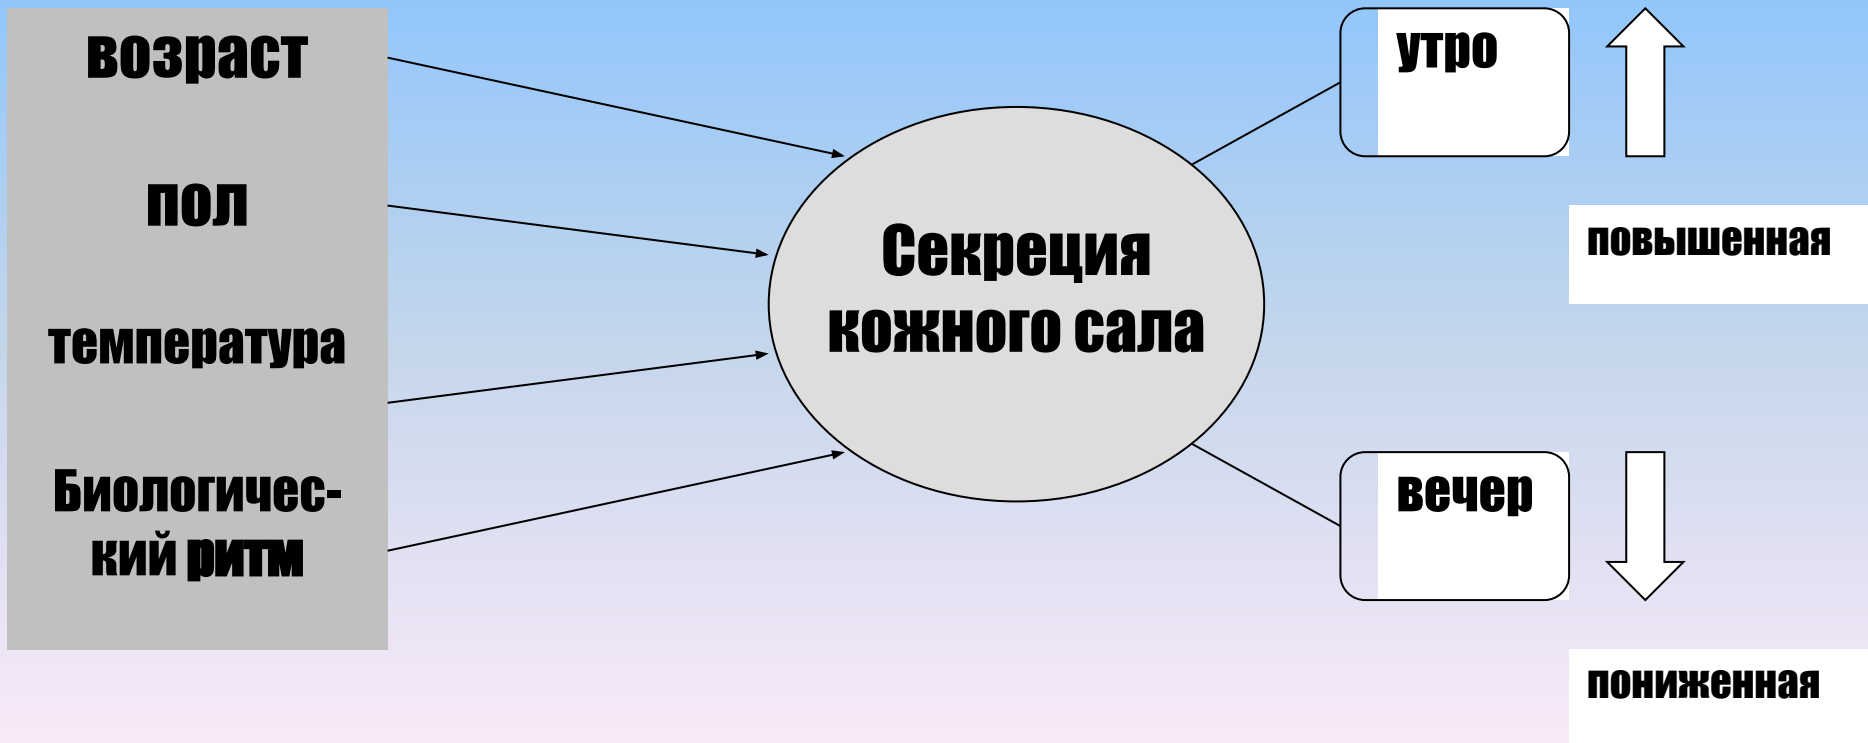 возраст
пол
температура
Биологичес-
кий ритм
Секреция
кожного сала
утро
повышенная
вечер
пониженная